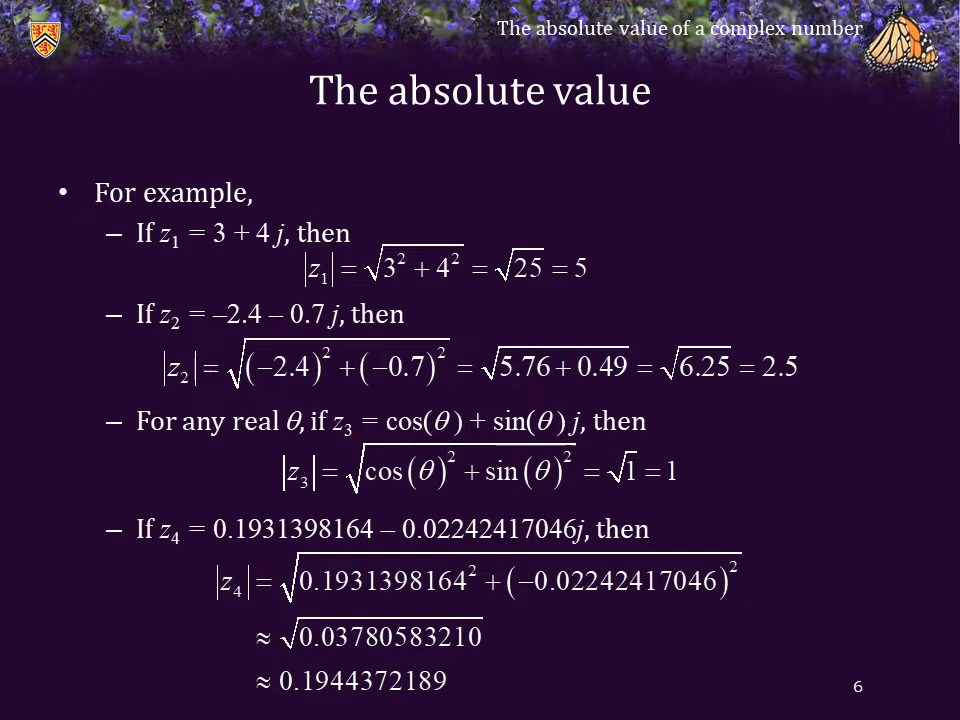 The absolute value of a complex number
The absolute value
• For example,
– If z₁ = 3 + 4 j, then
|z₁| = √(3² + 4²) = √25 = 5
– If z₂ = –2.4 – 0.7 j, then
|z₂| = √((−2.4)² + (−0.7)²) = √(5.76 + 0.49) = √6.25 = 2.5
– For any real θ, if z₃ = cos(θ ) + sin(θ ) j, then
|z₃| = √(cos(θ)² + sin(θ)²) = √1 = 1
– If z₄ = 0.1931398164 – 0.02242417046j, then
|z₄| = √(0.1931398164² + (−0.02242417046)²)
≈ √0.03780583210
≈ 0.1944372189
6